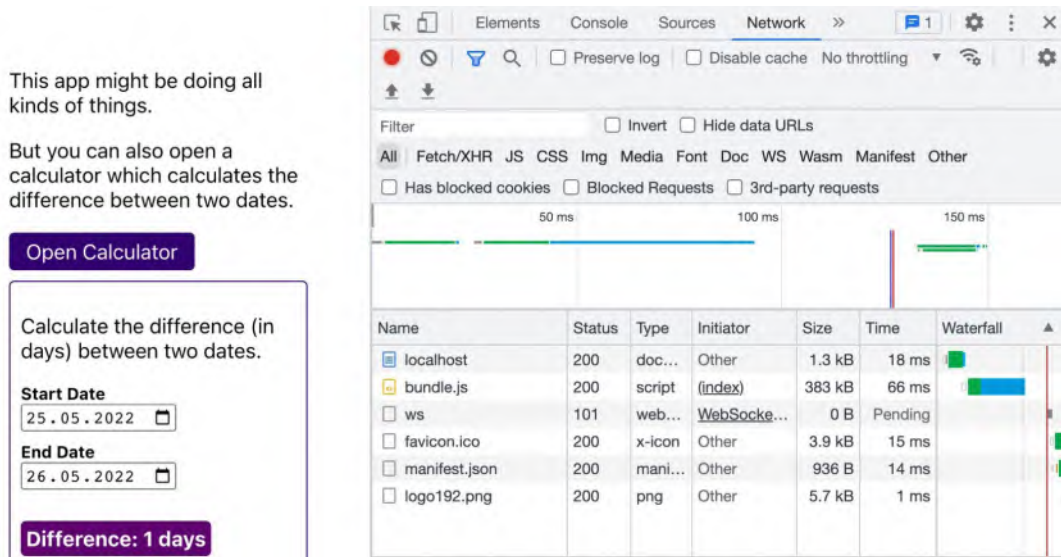 This app might be doing all
kinds of things.
But you can also open a
calculator which calculates the
difference between two dates.
Open Calculator
Calculate the difference (in
days) between two dates.
Start Date
25.05.2022
End Date
26.05.2022
Difference: 1 days
Elements Console Sources Network » 1
Preserve log Disable cache No throttling
Filter Invert Hide data URLs
All Fetch/XHR JS CSS Img Media Font Doc WS Wasm Manifest Other
Has blocked cookies Blocked Requests 3rd-party requests
50 ms 100 ms 150 ms
Name Status Type Initiator Size Time Waterfall
localhost 200 doc... Other 1.3 kB 18 ms
bundle.js 200 script (index) 383 kB 66 ms
ws 101 web... WebSocke... 0 B Pending
favicon.ico 200 x-icon Other 3.9 kB 15 ms
manifest.json 200 mani... Other 936 B 14 ms
logo192.png 200 png Other 5.7 kB 1 ms